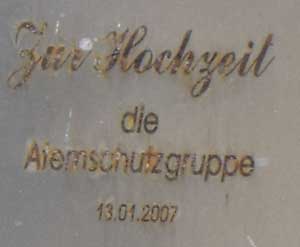 Zur Hochzeit
die
Atemschutzgruppe
13.01.2007